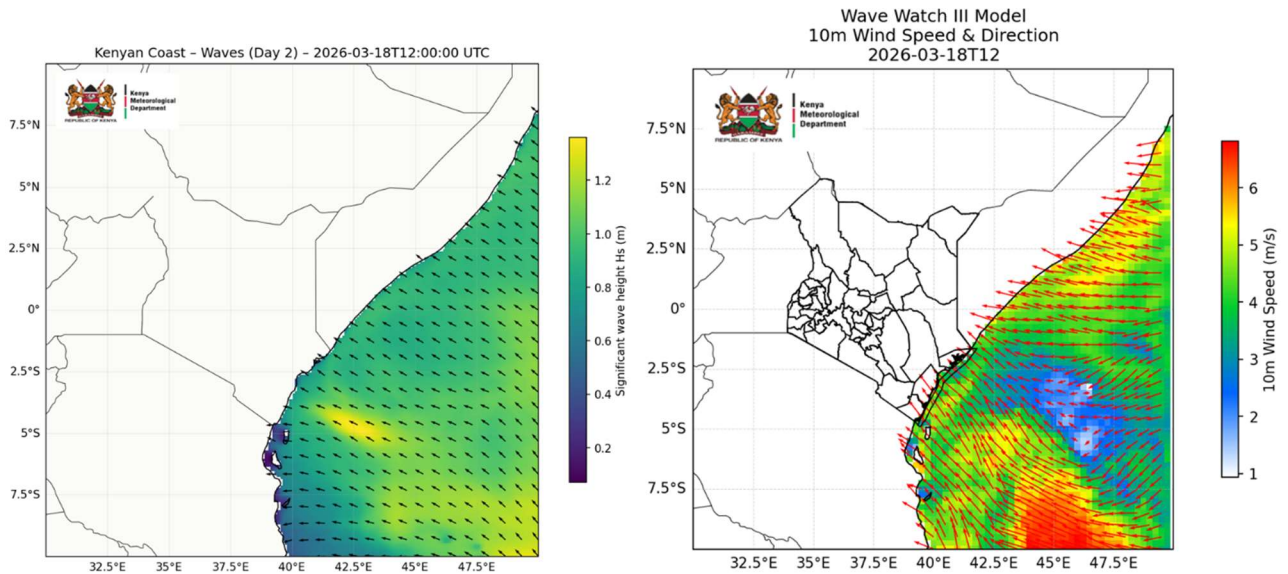 Kenyan Coast – Waves (Day 2) – 2026-03-18T12:00:00 UTC
Kenya
Meteorological
Department
REPUBLIC OF KENYA
7.5°N
5°N
2.5°N
0°
2.5°S
5°S
7.5°S
32.5°E 35°E 37.5°E 40°E 42.5°E 45°E 47.5°E
1.2
1.0
0.8
0.6
0.4
0.2
Significant wave height Hs (m)
Wave Watch III Model
10m Wind Speed & Direction
2026-03-18T12
Kenya
Meteorological
Department
REPUBLIC OF KENYA
7.5°N
5°N
2.5°N
0°
2.5°S
5°S
7.5°S
32.5°E 35°E 37.5°E 40°E 42.5°E 45°E 47.5°E
6
5
4
3
2
1
10m Wind Speed (m/s)